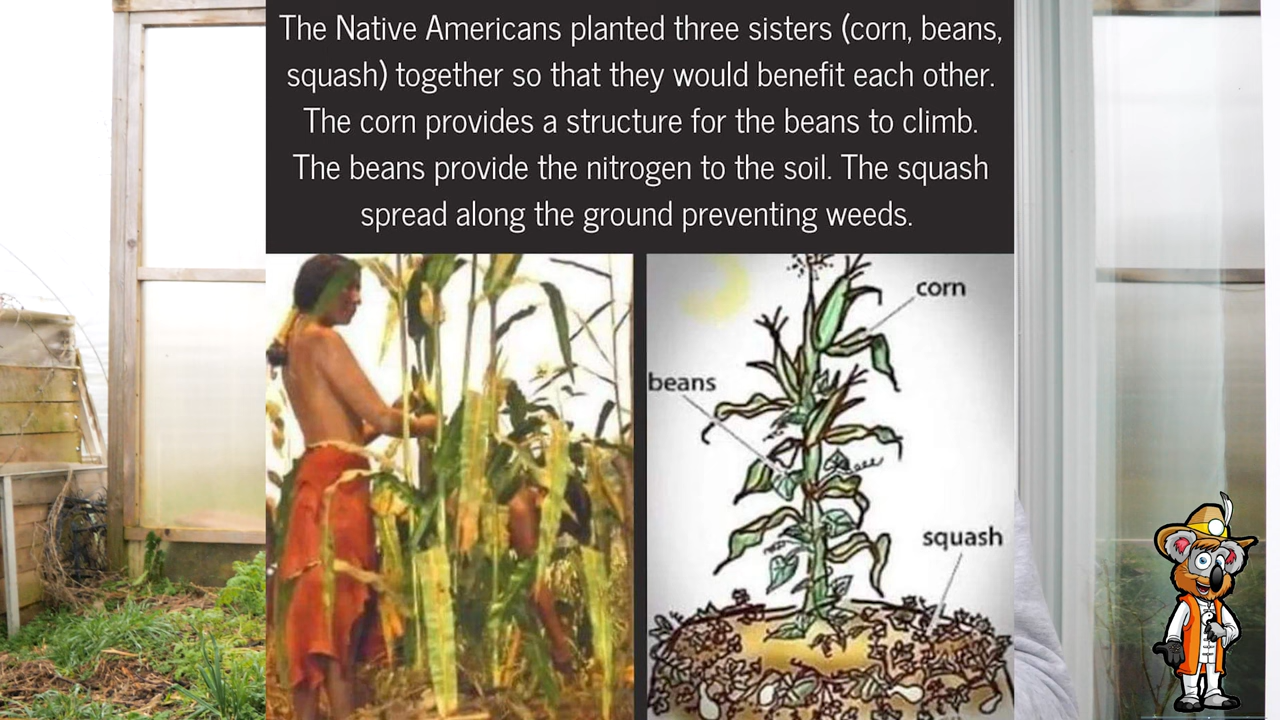 The Native Americans planted three sisters (corn, beans,
squash) together so that they would benefit each other.
The corn provides a structure for the beans to climb.
The beans provide the nitrogen to the soil. The squash
spread along the ground preventing weeds.
corn
beans
squash